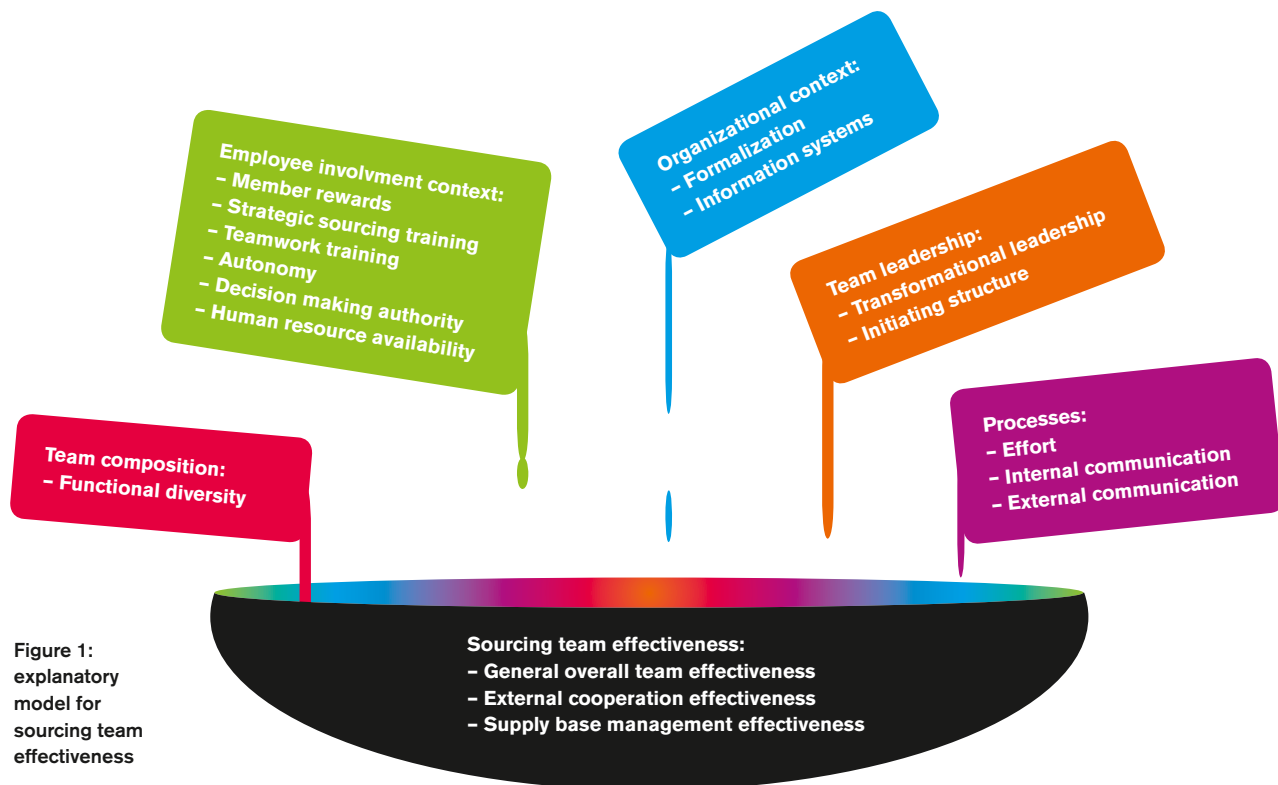 Organizational context:
– Formalization
– Information systems
Employee involvment context:
– Member rewards
– Strategic sourcing training
– Teamwork training
– Autonomy
– Decision making authority
– Human resource availability
Team leadership:
– Transformational leadership
– Initiating structure
Processes:
– Effort
– Internal communication
– External communication
Team composition:
– Functional diversity
Sourcing team effectiveness:
– General overall team effectiveness
– External cooperation effectiveness
– Supply base management effectiveness
Figure 1:
explanatory
model for
sourcing team
effectiveness